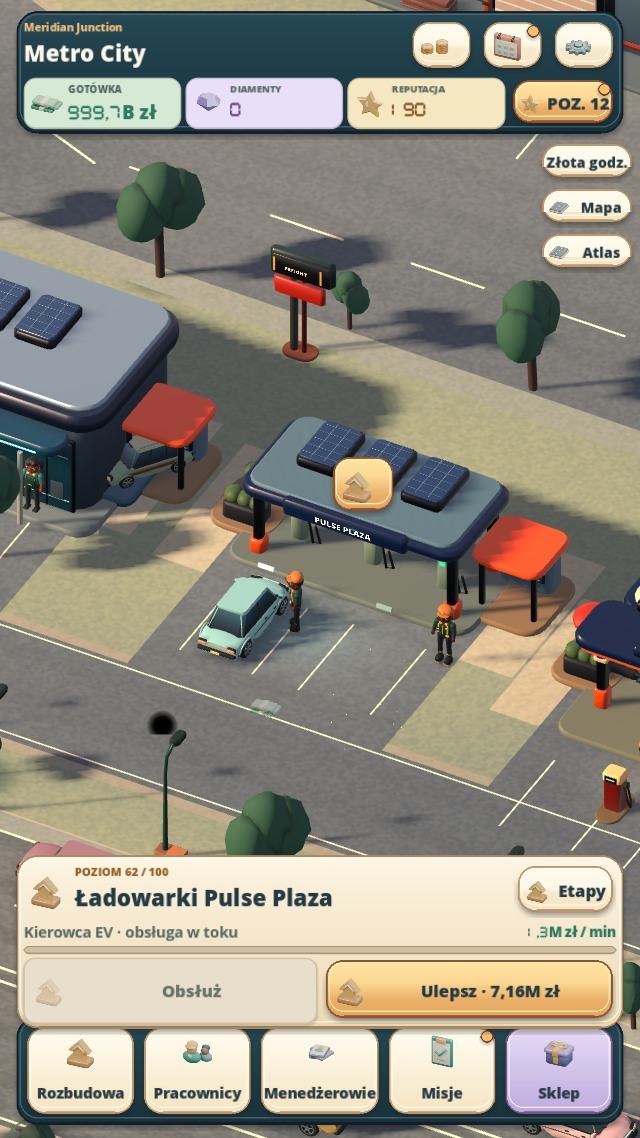 Meridian Junction
Metro City
GOTÓWKA
999,7B zł
DIAMENTY
0
REPUTACJA
190
POZ. 12
Złota godz.
Mapa
Atlas
PULSE PLAZA
POZIOM 62 / 100
Ładowarki Pulse Plaza
Etapy
Kierowca EV · obsługa w toku
,3M zł / min
Obsłuż
Ulepsz · 7,16M zł
Rozbudowa
Pracownicy
Menedżerowie
Misje
Sklep